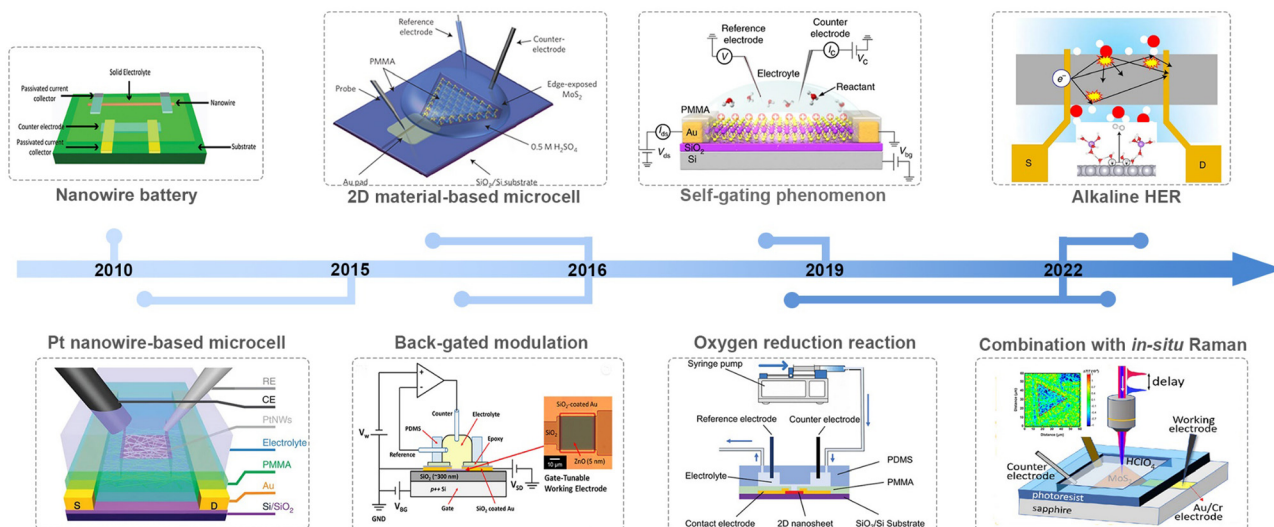 Solid Electrolyte
Passivated current
collector
Nanowire
Counter electrode
Passivated current
collector
Substrate
Nanowire battery
Reference
electrode
Counter-
electrode
PMMA
Probe
Edge-exposed
MoS2
0.5 M H2SO4
Au pad
SiO2/Si substrate
2D material-based microcell
Reference
electrode
Counter
electrode
V
IC
VC
Electroyte
Reactant
PMMA
Ids
Au
Vds
SiO2
Si
Vbg
Self-gating phenomenon
e-
S
D
Alkaline HER
2010
2015
2016
2019
2022
Pt nanowire-based microcell
RE
CE
PtNWs
Electrolyte
PMMA
Au
Si/SiO2
S
D
Back-gated modulation
Counter
Electrolyte
PDMS
Epoxy
Reference
Vw
SiO2 (~300 nm)
p++ Si
VSD
VBG
GND
Gate
SiO2 coated Au
SiO2-coated Au
SiO2
10 μm
ZnO (5 nm)
Gate-Tunable
Working Electrode
Oxygen reduction reaction
Syringe pump
Reference electrode
Counter electrode
PDMS
Electrolyte
PMMA
Contact electrode
2D nanosheet
SiO2/Si Substrate
Combination with in-situ Raman
delay
Distance (μm)
Distance (μm)
Working
electrode
Counter
electrode
HClO4
MoS2
photoresist
sapphire
Au/Cr
electrode